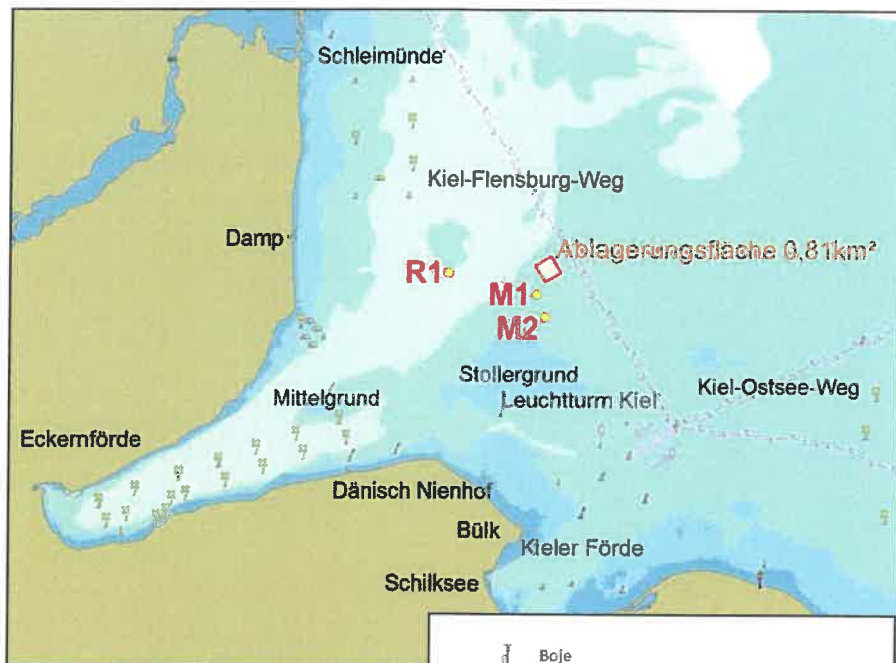 Schleimünde
Kiel-Flensburg-Weg
Damp
Ablagerungsfläche 0,81km²
R1
M1
M2
Stollergrund
Mittelgrund
Leuchtturm Kiel
Kiel-Ostsee-Weg
Eckernförde
Dänisch Nienhof
Bülk
Kieler Förde
Schilksee
Boje